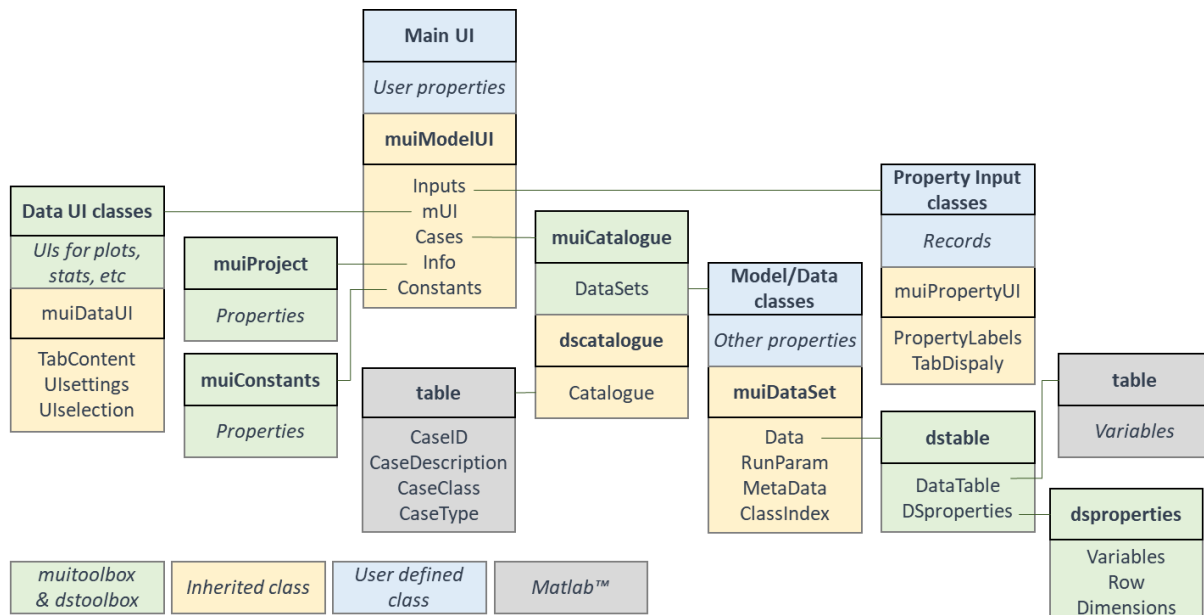 Main UI
User properties
muiModelUI
Inputs
mUI
Cases
Info
Constants
Data UI classes
UIs for plots,
stats, etc
muiDataUI
TabContent
UIsettings
UIselection
muiProject
Properties
muiConstants
Properties
table
CaseID
CaseDescription
CaseClass
CaseType
muiCatalogue
DataSets
dscatalogue
Catalogue
Model/Data
classes
Other properties
muiDataSet
Data
RunParam
MetaData
ClassIndex
Property Input
classes
Records
muiPropertyUI
PropertyLabels
TabDispaly
dstable
DataTable
DSproperties
table
Variables
dsproperties
Variables
Row
Dimensions
muitoolbox
& dstoolbox
Inherited class
User defined
class
Matlab™